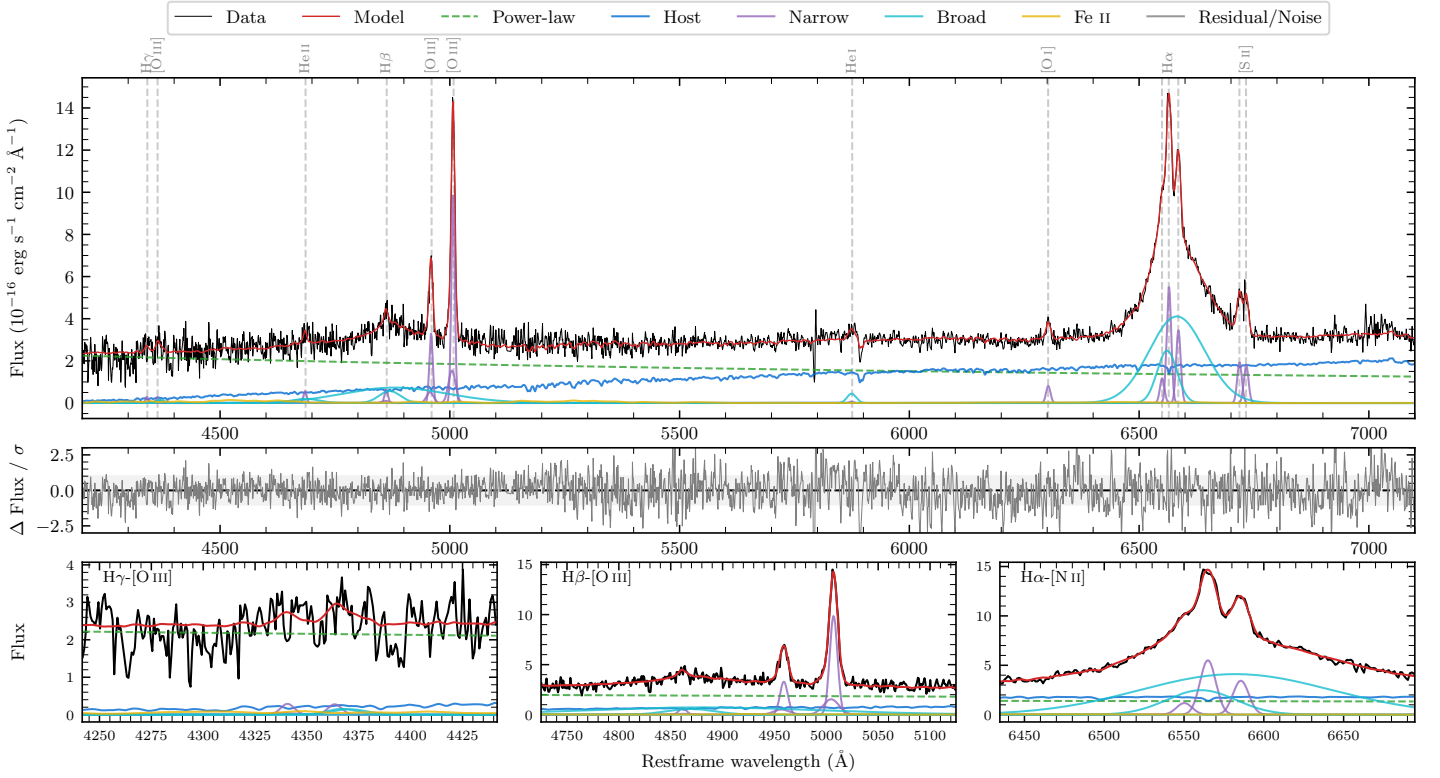 Data Model Power-law Host Narrow Broad Fe II Residual/Noise
Hγ [O III] He II Hβ [O III] [O III] He I [O I] Hα [S II]
Flux (10⁻¹⁶ erg s⁻¹ cm⁻² Å⁻¹)
14
12
10
8
6
4
2
0
4500 5000 5500 6000 6500 7000
Δ Flux / σ
2.5
0.0
−2.5
4500 5000 5500 6000 6500 7000
Flux
Hγ-[O III]
4
3
2
1
0
4250 4275 4300 4325 4350 4375 4400 4425
Hβ-[O III]
15
10
5
0
4750 4800 4850 4900 4950 5000 5050 5100
Hα-[N II]
15
10
5
0
6450 6500 6550 6600 6650
Restframe wavelength (Å)